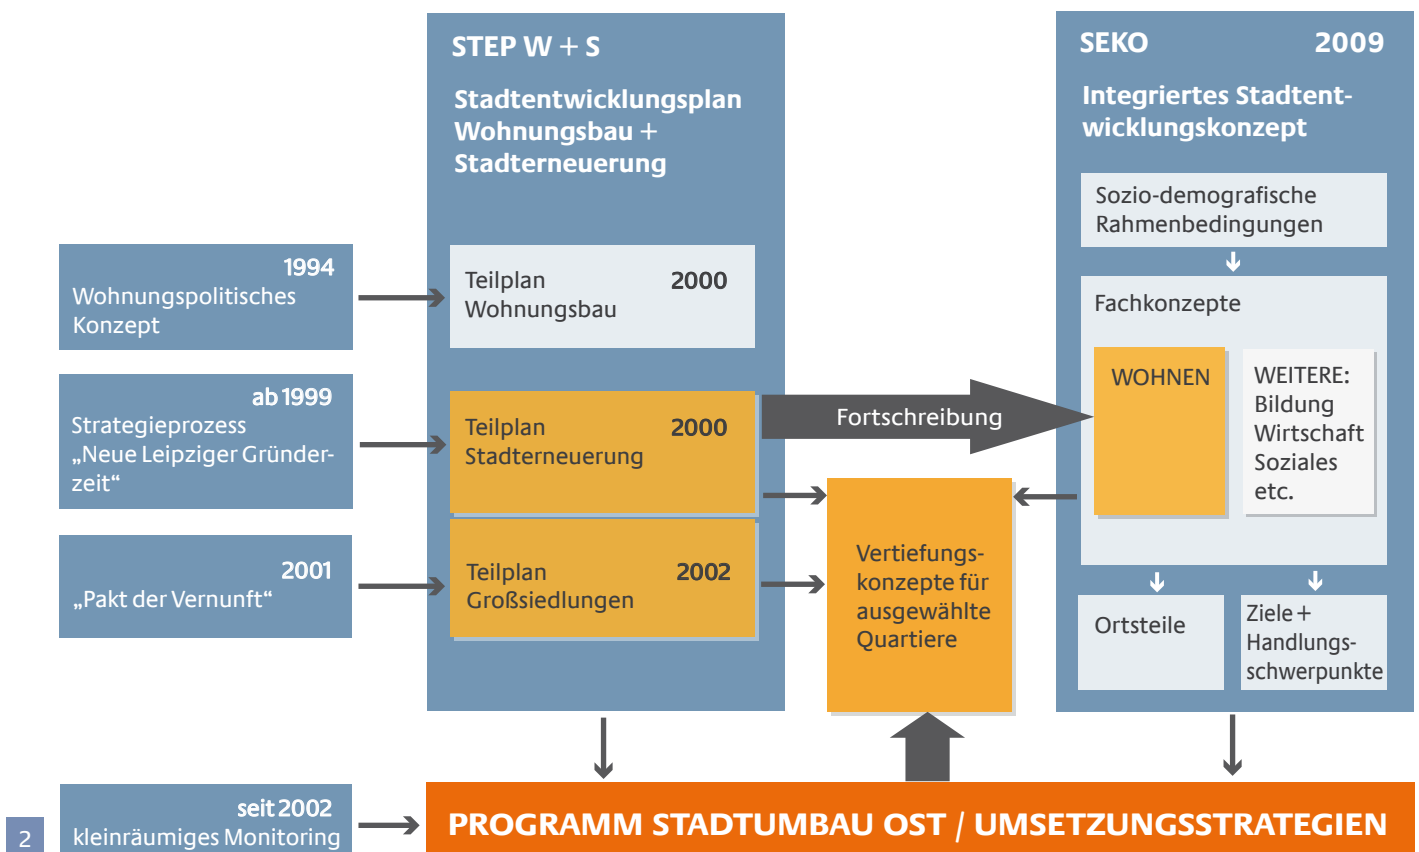 STEP W + S
Stadtentwicklungsplan
Wohnungsbau +
Stadterneuerung
SEKO 2009
Integriertes Stadtent-
wicklungskonzept
Sozio-demografische
Rahmenbedingungen
1994
Wohnungspolitisches
Konzept
Teilplan 2000
Wohnungsbau
Fachkonzepte
ab 1999
Strategieprozess
„Neue Leipziger Gründer-
zeit“
Teilplan 2000
Stadterneuerung
Fortschreibung
WOHNEN
WEITERE:
Bildung
Wirtschaft
Soziales
etc.
2001
„Pakt der Vernunft“
Teilplan 2002
Großsiedlungen
Vertiefungs-
konzepte für
ausgewählte
Quartiere
Ortsteile
Ziele +
Handlungs-
schwerpunkte
seit 2002
kleinräumiges Monitoring
PROGRAMM STADTUMBAU OST / UMSETZUNGSSTRATEGIEN
2